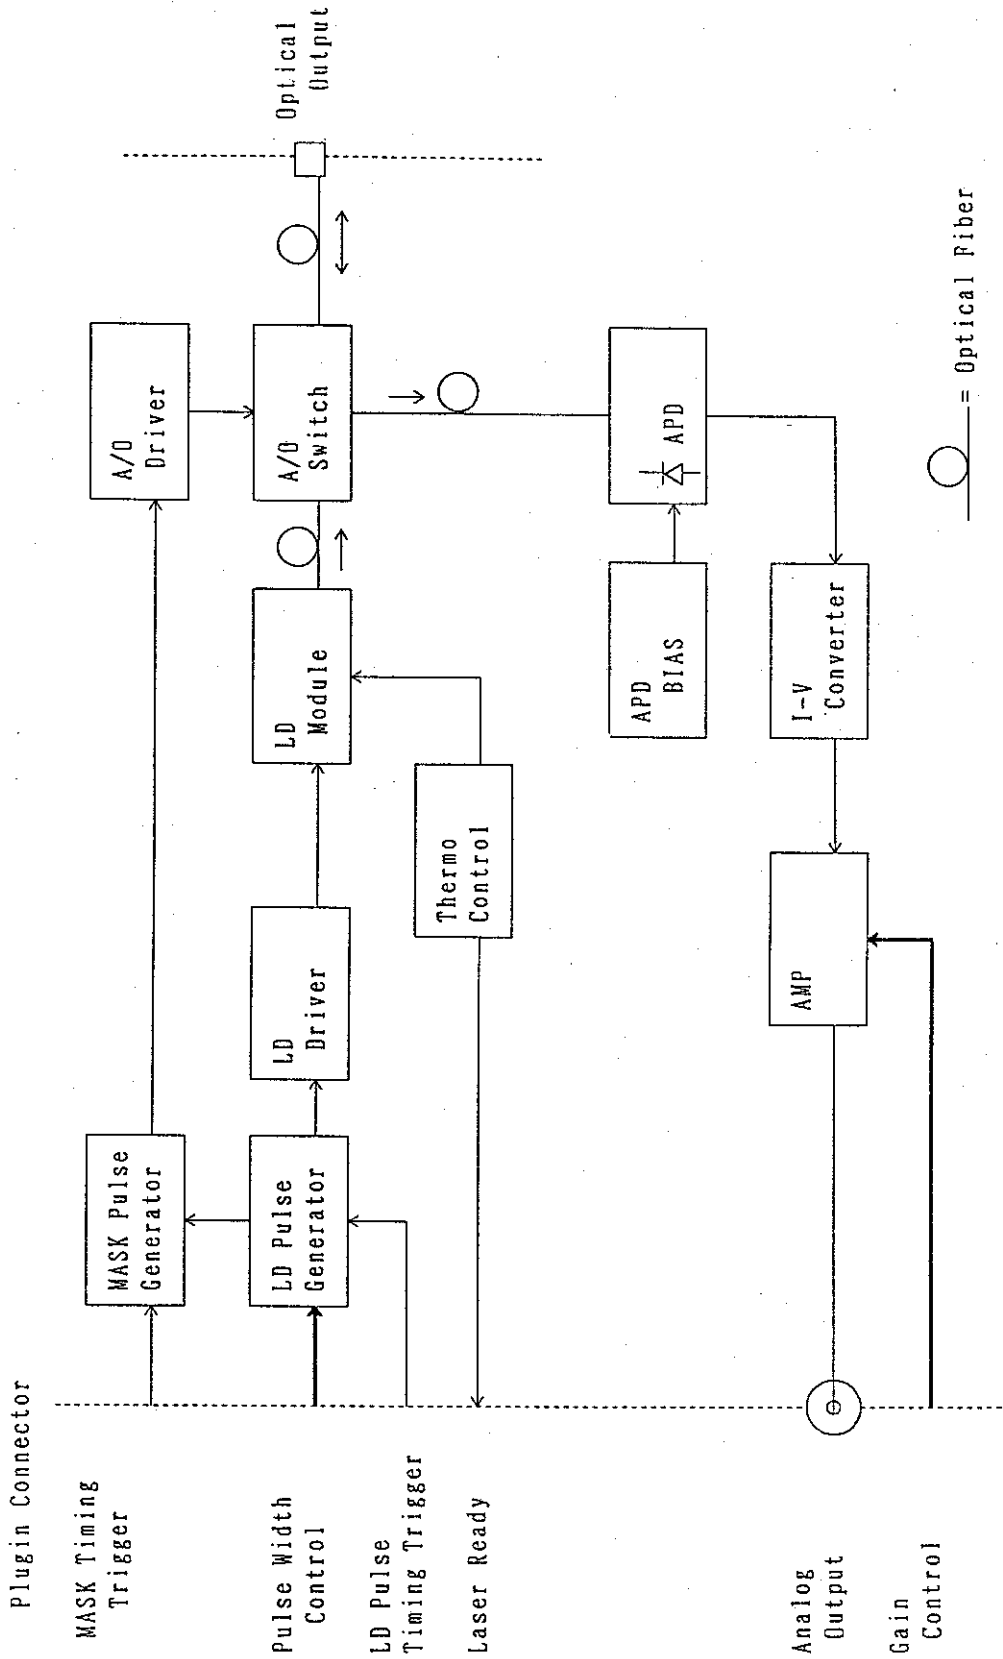 Plugin Connector
MASK Timing
Trigger
Pulse Width
Control
LD Pulse
Timing Trigger
Laser Ready
Analog
Output
Gain
Control
MASK Pulse
Generator
LD Pulse
Generator
LD
Driver
Thermo
Control
LD
Module
A/O
Driver
A/O
Switch
Optical
Output
APD
BIAS
APD
I-V
Converter
AMP
= Optical Fiber